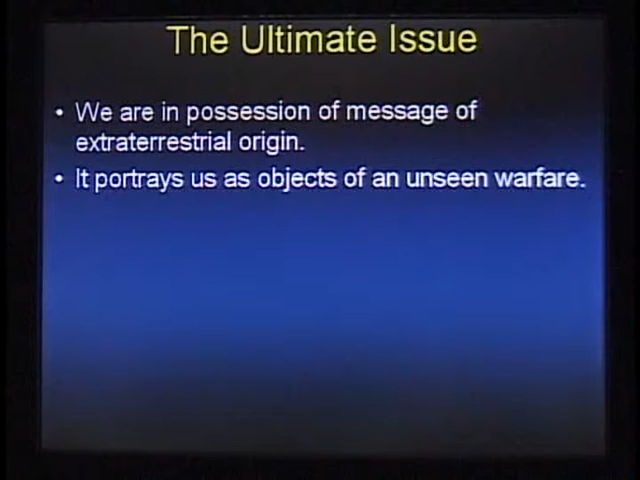 The Ultimate Issue
• We are in possession of message of
extraterrestrial origin.
• It portrays us as objects of an unseen warfare.